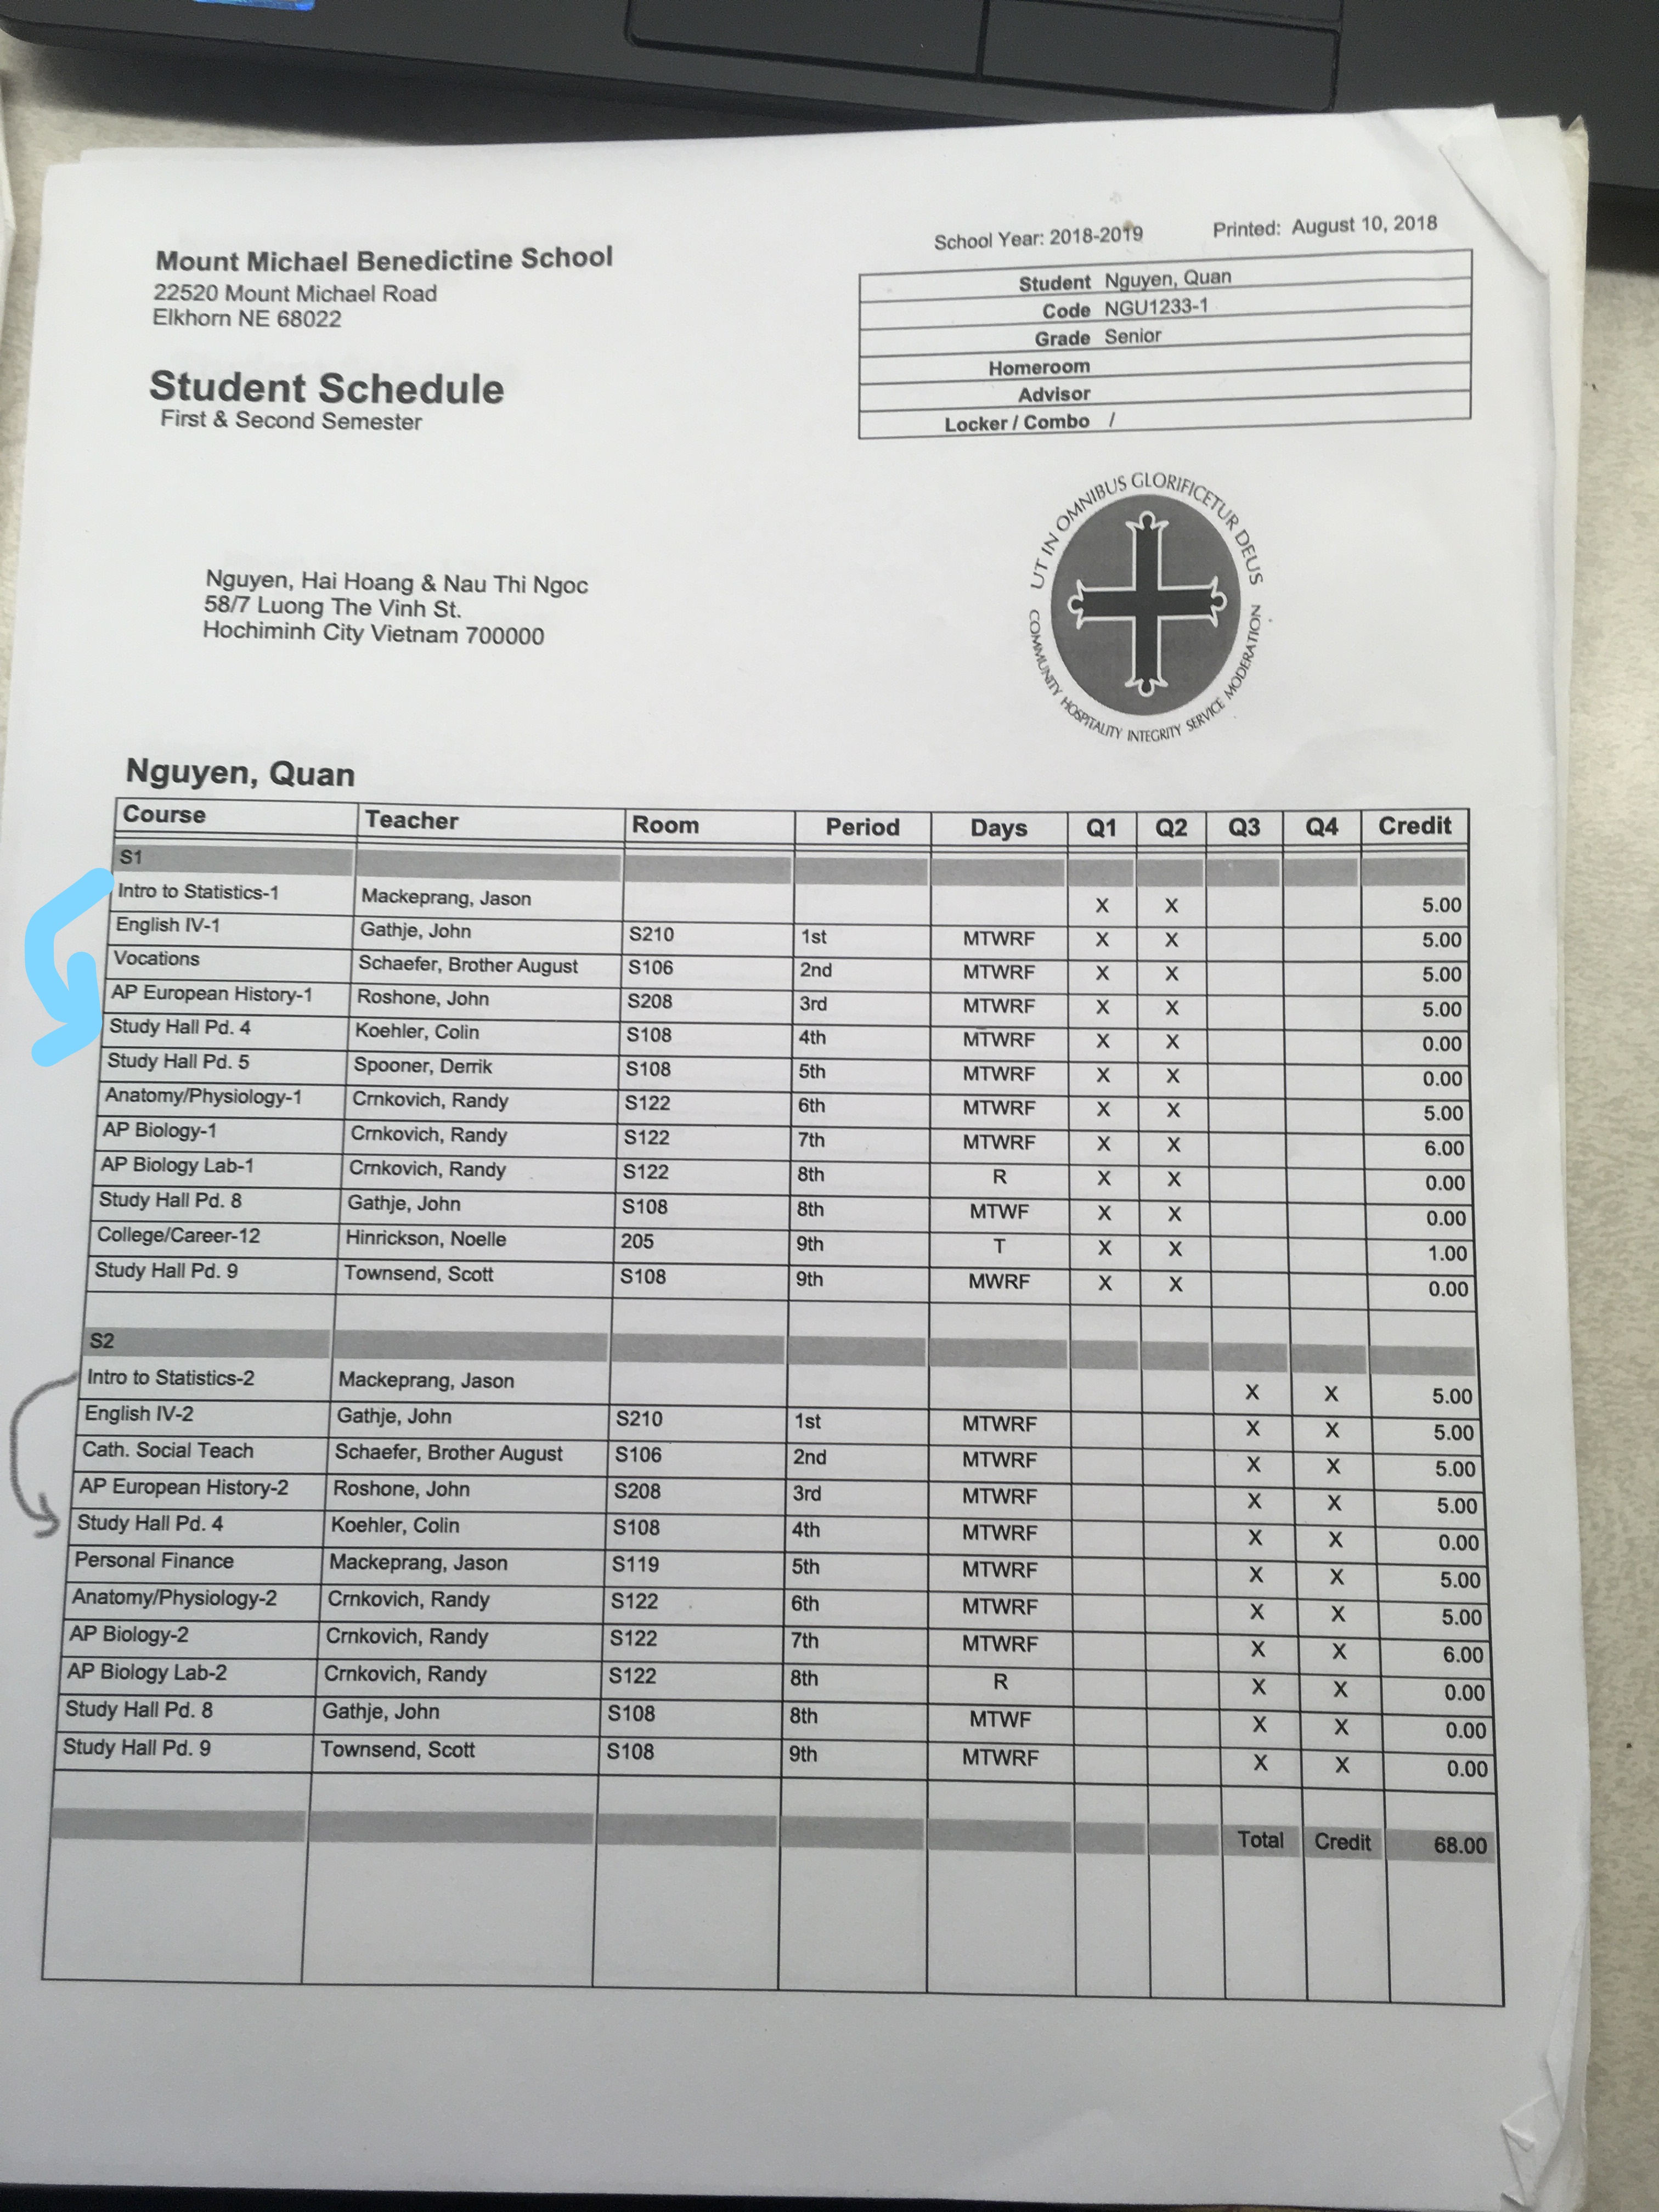 School Year: 2018-2019 Printed: August 10, 2018
Mount Michael Benedictine School
22520 Mount Michael Road
Elkhorn NE 68022
Student Nguyen, Quan
Code NGU1233-1
Grade Senior
Homeroom
Advisor
Locker / Combo /
Student Schedule
First & Second Semester
UT IN OMNIBUS GLORIFICETUR DEUS
COMMUNITY HOSPITALITY INTEGRITY SERVICE MODERATION
Nguyen, Hai Hoang & Nau Thi Ngoc
58/7 Luong The Vinh St.
Hochiminh City Vietnam 700000
Nguyen, Quan
Course Teacher Room Period Days Q1 Q2 Q3 Q4 Credit
S1
Intro to Statistics-1 Mackeprang, Jason X X 5.00
English IV-1 Gathje, John S210 1st MTWRF X X 5.00
Vocations Schaefer, Brother August S106 2nd MTWRF X X 5.00
AP European History-1 Roshone, John S208 3rd MTWRF X X 5.00
Study Hall Pd. 4 Koehler, Colin S108 4th MTWRF X X 0.00
Study Hall Pd. 5 Spooner, Derrik S108 5th MTWRF X X 0.00
Anatomy/Physiology-1 Crnkovich, Randy S122 6th MTWRF X X 5.00
AP Biology-1 Crnkovich, Randy S122 7th MTWRF X X 6.00
AP Biology Lab-1 Crnkovich, Randy S122 8th R X X 0.00
Study Hall Pd. 8 Gathje, John S108 8th MTWF X X 0.00
College/Career-12 Hinrickson, Noelle 205 9th T X X 1.00
Study Hall Pd. 9 Townsend, Scott S108 9th MWRF X X 0.00
S2
Intro to Statistics-2 Mackeprang, Jason X X 5.00
English IV-2 Gathje, John S210 1st MTWRF X X 5.00
Cath. Social Teach Schaefer, Brother August S106 2nd MTWRF X X 5.00
AP European History-2 Roshone, John S208 3rd MTWRF X X 5.00
Study Hall Pd. 4 Koehler, Colin S108 4th MTWRF X X 0.00
Personal Finance Mackeprang, Jason S119 5th MTWRF X X 5.00
Anatomy/Physiology-2 Crnkovich, Randy S122 6th MTWRF X X 5.00
AP Biology-2 Crnkovich, Randy S122 7th MTWRF X X 6.00
AP Biology Lab-2 Crnkovich, Randy S122 8th R X X 0.00
Study Hall Pd. 8 Gathje, John S108 8th MTWF X X 0.00
Study Hall Pd. 9 Townsend, Scott S108 9th MTWRF X X 0.00
Total Credit 68.00